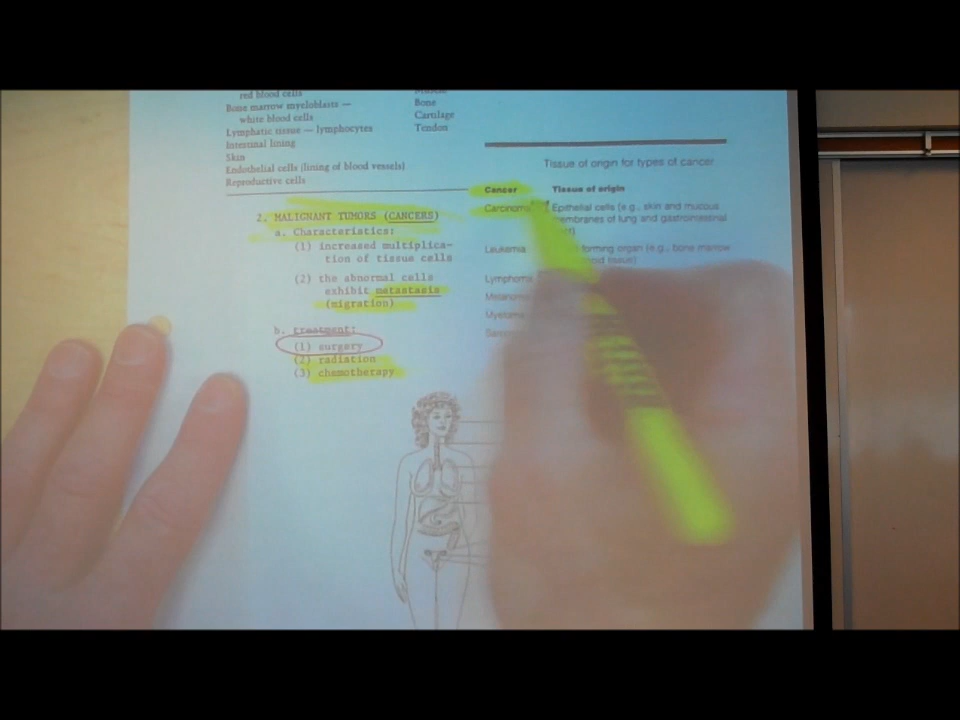 red blood cells
Bone marrow myeloblasts —
white blood cells
Lymphatic tissue — lymphocytes
Intestinal lining
Skin
Endothelial cells (lining of blood vessels)
Reproductive cells
Bone
Cartilage
Tendon
2. MALIGNANT TUMORS (CANCERS)
a. Characteristics:
(1) increased multiplica-
tion of tissue cells
(2) the abnormal cells
exhibit metastasis
(migration)
b. treatment:
(1) surgery
(2) radiation
(3) chemotherapy
Tissue of origin for types of cancer
Cancer Tissue of origin
Carcinoma Epithelial cells (e.g., skin and mucous
membranes of lung and gastrointestinal
Leukemia forming organ (e.g., bone marrow
tissue)
Lymphoma
Melanoma
Myeloma